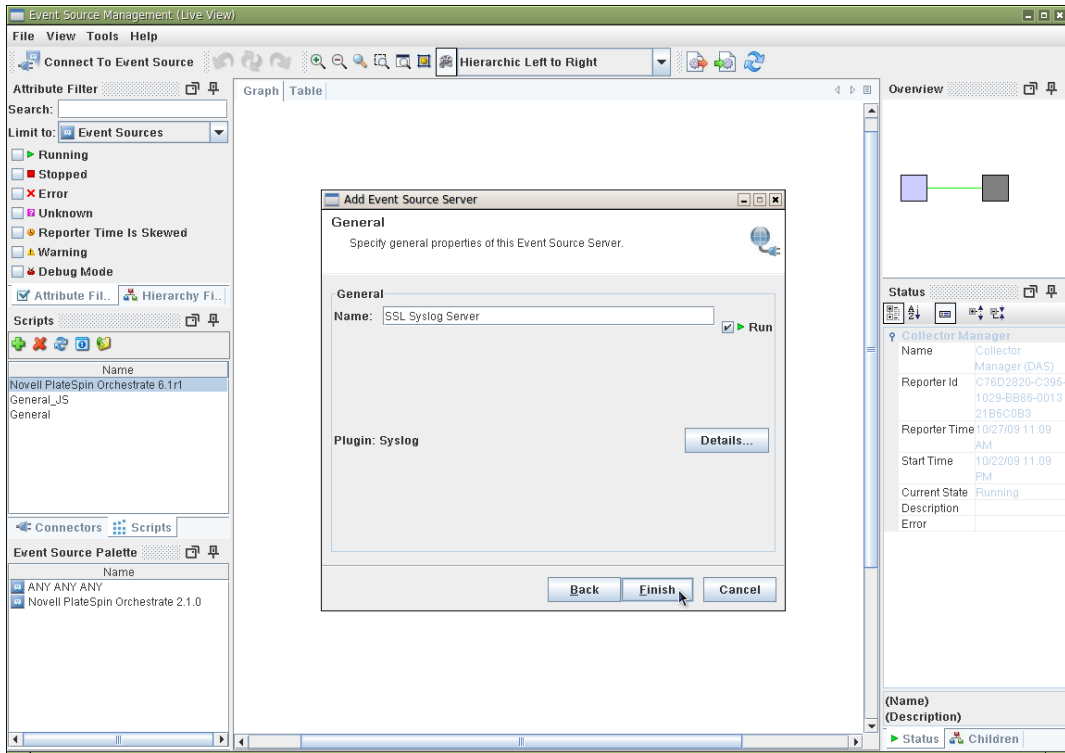 Event Source Management (Live View)
File View Tools Help
Connect To Event Source
Hierarchic Left to Right
Attribute Filter
Search:
Limit to: Event Sources
Running
Stopped
Error
Unknown
Reporter Time Is Skewed
Warning
Debug Mode
Attribute Fil.. Hierarchy Fi..
Scripts
Name
Novell PlateSpin Orchestrate 6.1r1
General_JS
General
Connectors Scripts
Event Source Palette
Name
ANY ANY ANY
Novell PlateSpin Orchestrate 2.1.0
Graph Table
Add Event Source Server
General
Specify general properties of this Event Source Server.
General
Name: SSL Syslog Server
Run
Plugin: Syslog
Details...
Back Finish Cancel
Overview
Status
Collector Manager
Name Collector
Manager (DAS)
Reporter Id C76D2820-C395-
1029-BB86-0013
21B5C0B3
Reporter Time 10/27/09 11:09
AM
Start Time 10/22/09 11:09
PM
Current State Running
Description
Error
(Name)
(Description)
Status Children